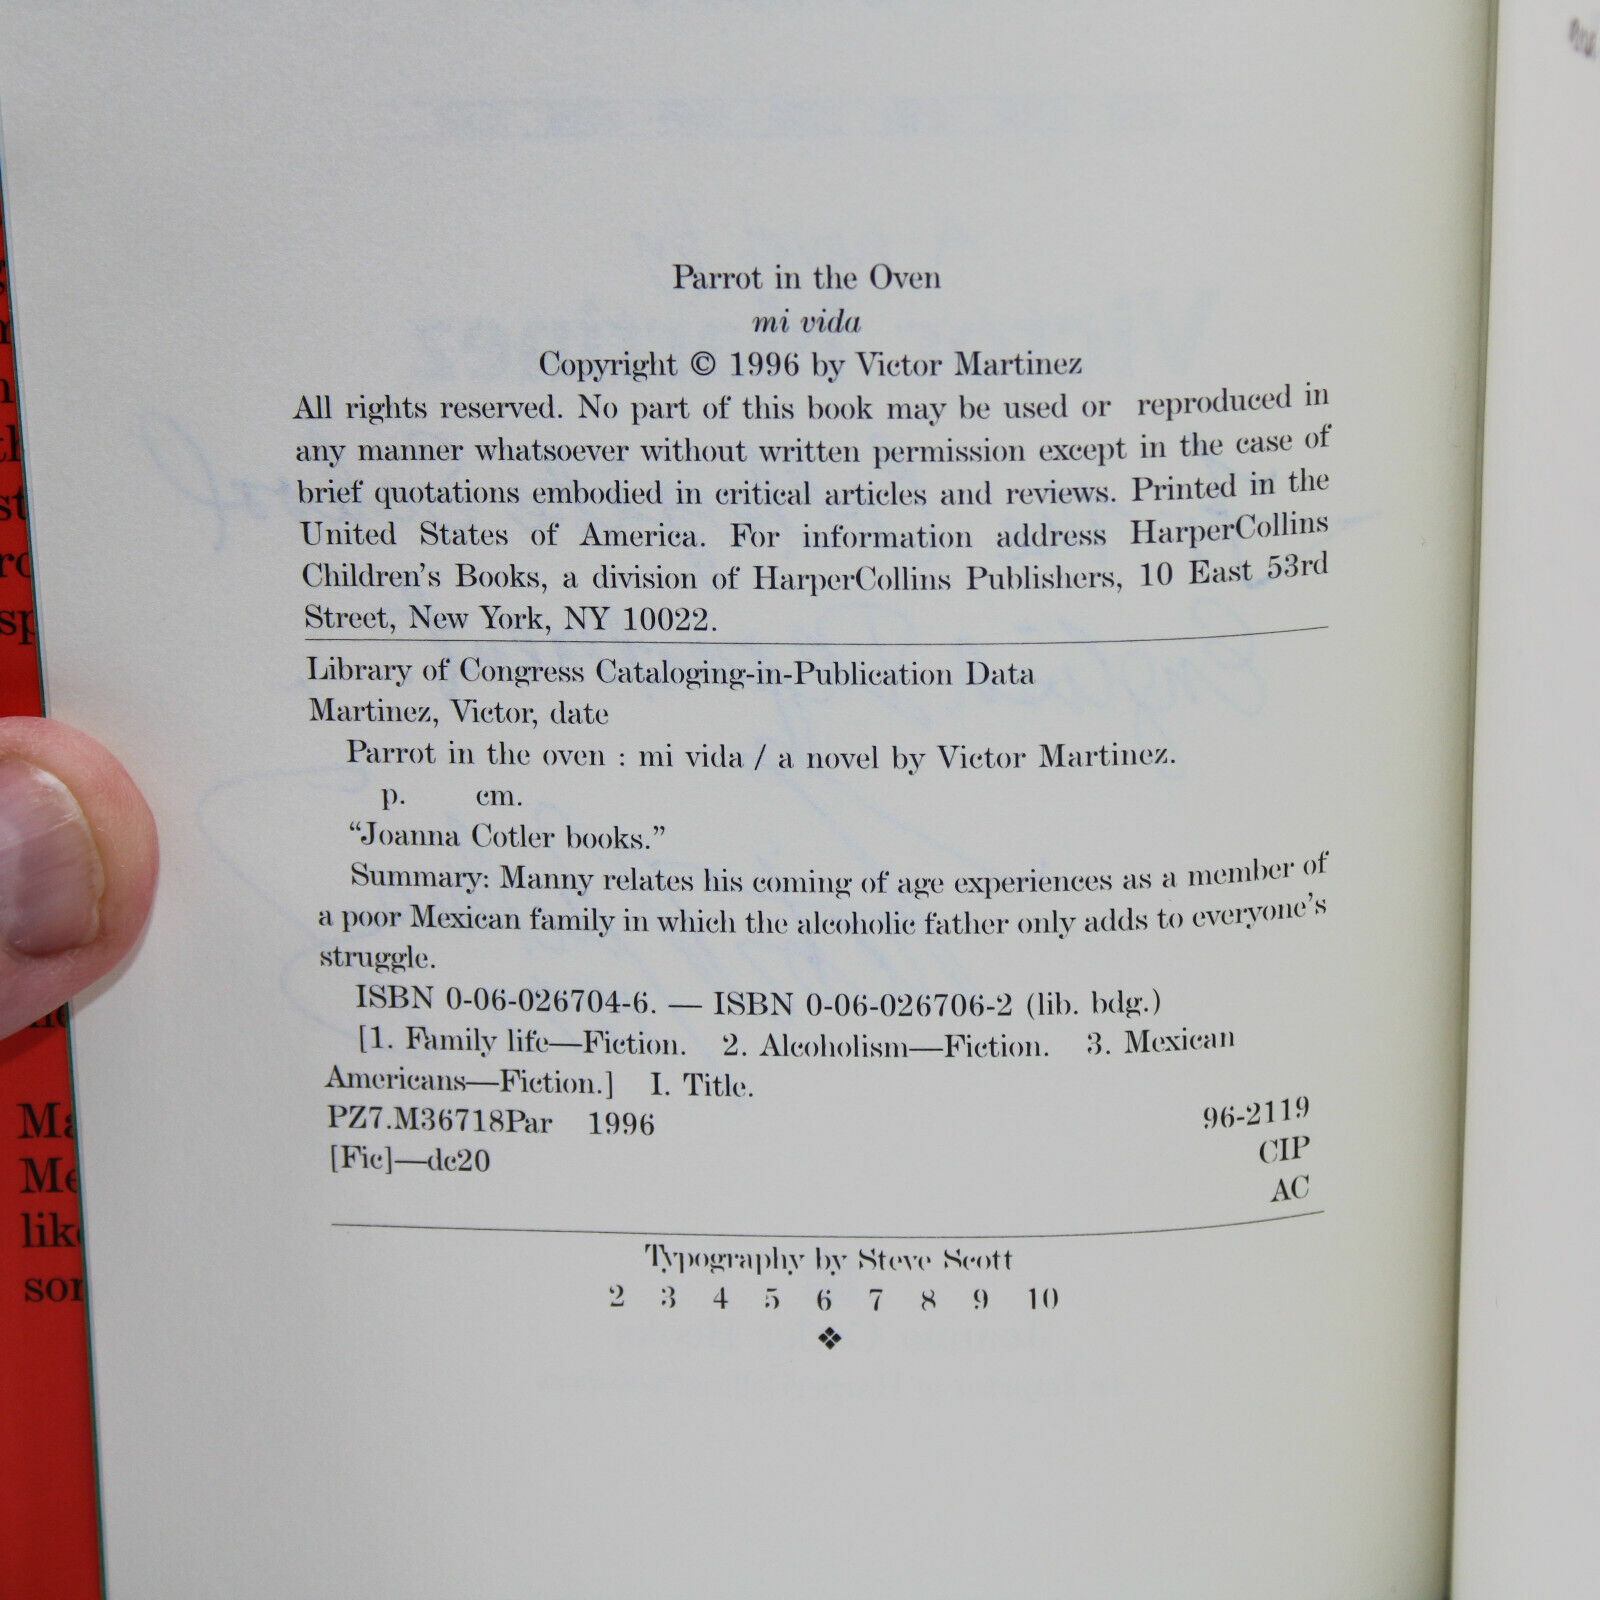 Parrot in the Oven
mi vida
Copyright © 1996 by Victor Martinez
All rights reserved. No part of this book may be used or reproduced in
any manner whatsoever without written permission except in the case of
brief quotations embodied in critical articles and reviews. Printed in the
United States of America. For information address HarperCollins
Children's Books, a division of HarperCollins Publishers, 10 East 53rd
Street, New York, NY 10022.
Library of Congress Cataloging-in-Publication Data
Martinez, Victor, date
Parrot in the oven : mi vida / a novel by Victor Martinez.
p. cm.
“Joanna Cotler books.”
Summary: Manny relates his coming of age experiences as a member of
a poor Mexican family in which the alcoholic father only adds to everyone's
struggle.
ISBN 0-06-026704-6. — ISBN 0-06-026706-2 (lib. bdg.)
[1. Family life—Fiction. 2. Alcoholism—Fiction. 3. Mexican
Americans—Fiction.] I. Title.
PZ7.M36718Par 1996 96-2119
[Fic]—dc20 CIP
AC
Typography by Steve Scott
2 3 4 5 6 7 8 9 10